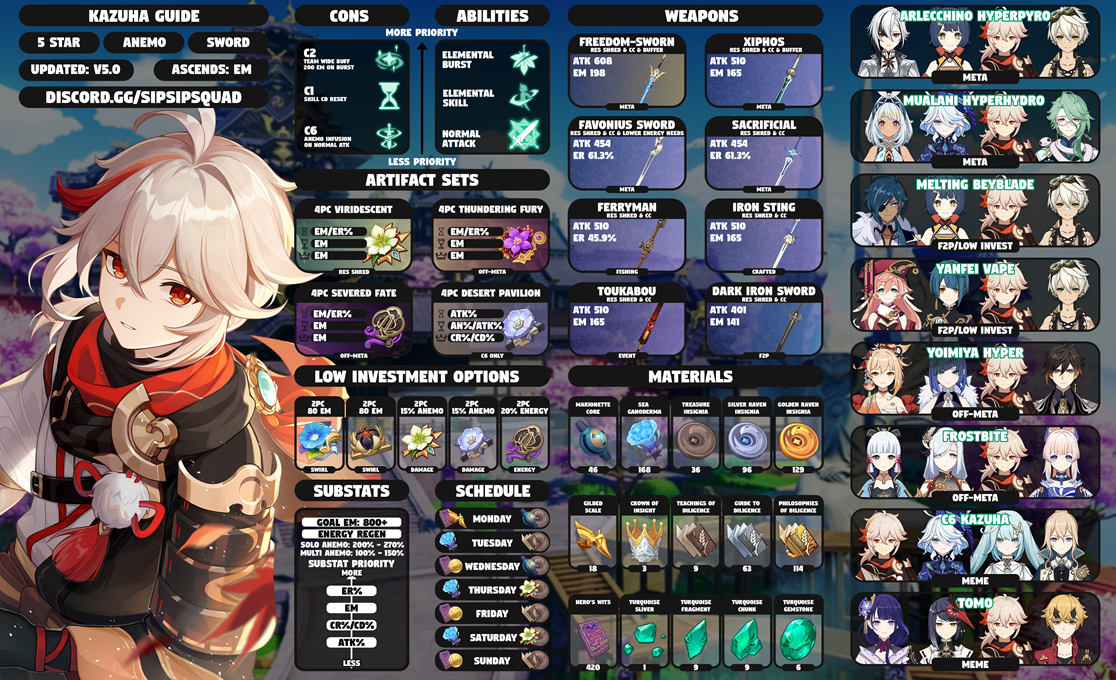 KAZUHA GUIDE
5 STAR
ANEMO
SWORD
UPDATED: V5.0
ASCENDS: EM
DISCORD.GG/SIPSIPSQUAD
CONS
ABILITIES
MORE PRIORITY
C2
TEAM WIDE BUFF
200 EM ON BURST
C1
SKILL CD RESET
C6
ANEMO INFUSION
ON NORMAL ATK
ELEMENTAL
BURST
ELEMENTAL
SKILL
NORMAL
ATTACK
LESS PRIORITY
ARTIFACT SETS
4PC VIRIDESCENT
EM/ER%
EM
EM
RES SHRED
4PC THUNDERING FURY
EM/ER%
EM
EM
OFF-META
4PC SEVERED FATE
EM/ER%
EM
EM
OFF-META
4PC DESERT PAVILION
ATK%
AN%/ATK%
CR%/CD%
C6 ONLY
LOW INVESTMENT OPTIONS
2PC
80 EM
SWIRL
2PC
80 EM
SWIRL
2PC
15% ANEMO
DAMAGE
2PC
15% ANEMO
DAMAGE
2PC
20% ENERGY
ENERGY
SUBSTATS
GOAL EM: 800+
ENERGY REGEN
SOLO ANEMO: 200% - 270%
MULTI ANEMO: 100% - 150%
SUBSTAT PRIORITY
MORE
ER%
EM
CR%/CD%
ATK%
LESS
SCHEDULE
MONDAY
TUESDAY
WEDNESDAY
THURSDAY
FRIDAY
SATURDAY
SUNDAY
WEAPONS
FREEDOM-SWORN
RES SHRED & CC & BUFFER
ATK 608
EM 198
META
XIPHOS
RES SHRED & CC & BUFFER
ATK 510
EM 165
META
FAVONIUS SWORD
RES SHRED & CC & LOWER ENERGY NEEDS
ATK 454
ER 61.3%
META
SACRIFICIAL
RES SHRED & CC
ATK 454
ER 61.3%
META
FERRYMAN
RES SHRED & CC
ATK 510
ER 45.9%
FISHING
IRON STING
RES SHRED & CC
ATK 510
EM 165
CRAFTED
TOUKABOU
RES SHRED & CC
ATK 510
EM 165
EVENT
DARK IRON SWORD
RES SHRED & CC
ATK 401
EM 141
F2P
MATERIALS
MARIONETTE
CORE
46
SEA
GANODERMA
168
TREASURE
INSIGNIA
36
SILVER RAVEN
INSIGNIA
96
GOLDEN RAVEN
INSIGNIA
129
GILDED
SCALE
18
CROWN OF
INSIGHT
3
TEACHINGS OF
DILIGENCE
9
GUIDE TO
DILIGENCE
63
PHILOSOPHIES
OF DILIGENCE
114
HERO'S WITS
420
TURQUOISE
SLIVER
1
TURQUOISE
FRAGMENT
9
TURQUOISE
CHUNK
9
TURQUOISE
GEMSTONE
6
ARLECCHINO HYPERPYRO
META
MUALANI HYPERHYDRO
META
MELTING BEYBLADE
F2P/LOW INVEST
YANFEI VAPE
F2P/LOW INVEST
YOIMIYA HYPER
OFF-META
FROSTBITE
OFF-META
C6 KAZUHA
MEME
TOMO
MEME